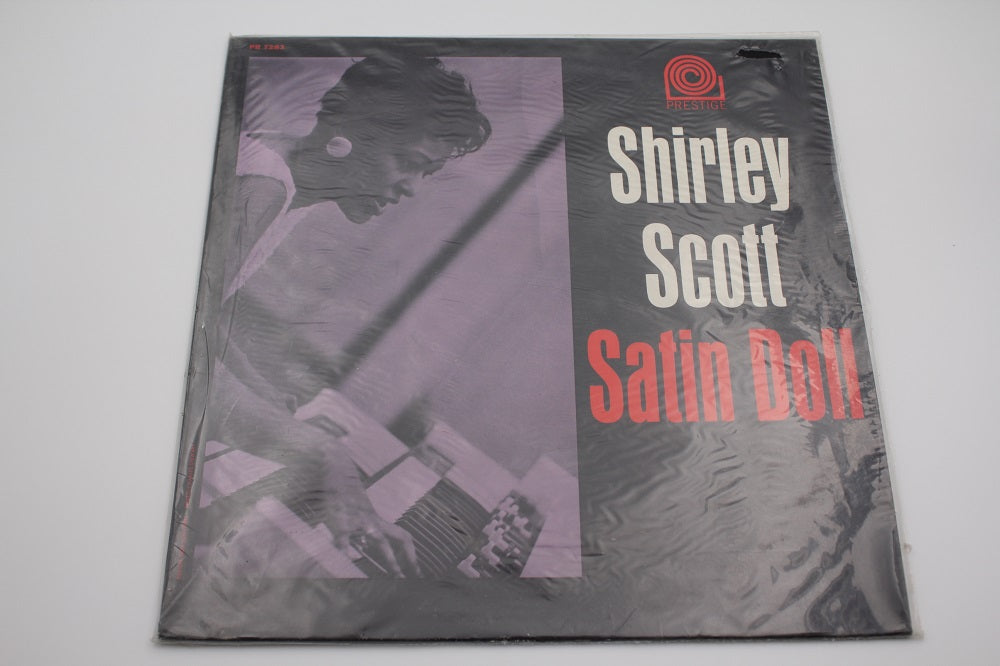 PR 7283
PRESTIGE
Shirley
Scott
Satin Doll